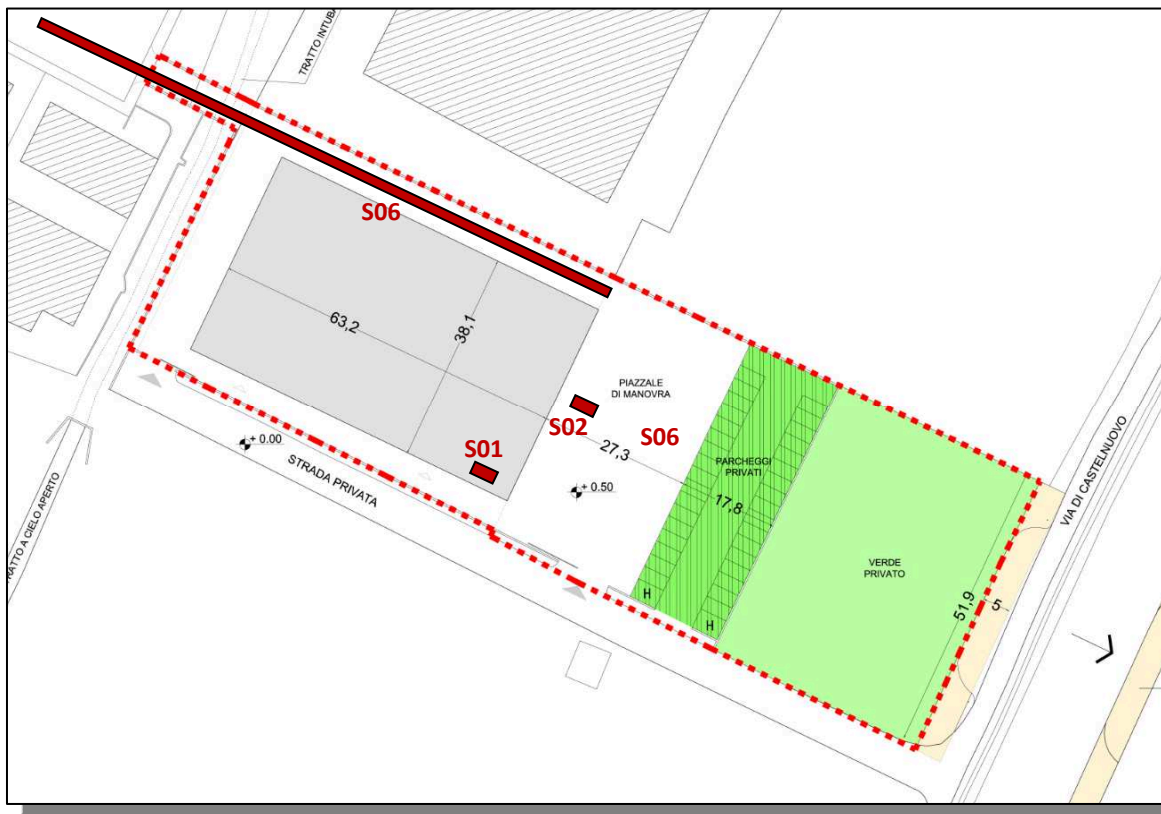 TRATTO INTUBA
S06
63,2
38,1
PIAZZALE
DI MANOVRA
S02
S06
S01
27,3
PARCHEGGI
PRIVATI
17,8
+ 0.00
+ 0.50
STRADA PRIVATA
VIA DI CASTELNUOVO
VERDE
PRIVATO
51,9
5
RATTO A CIELO APERTO
H
H